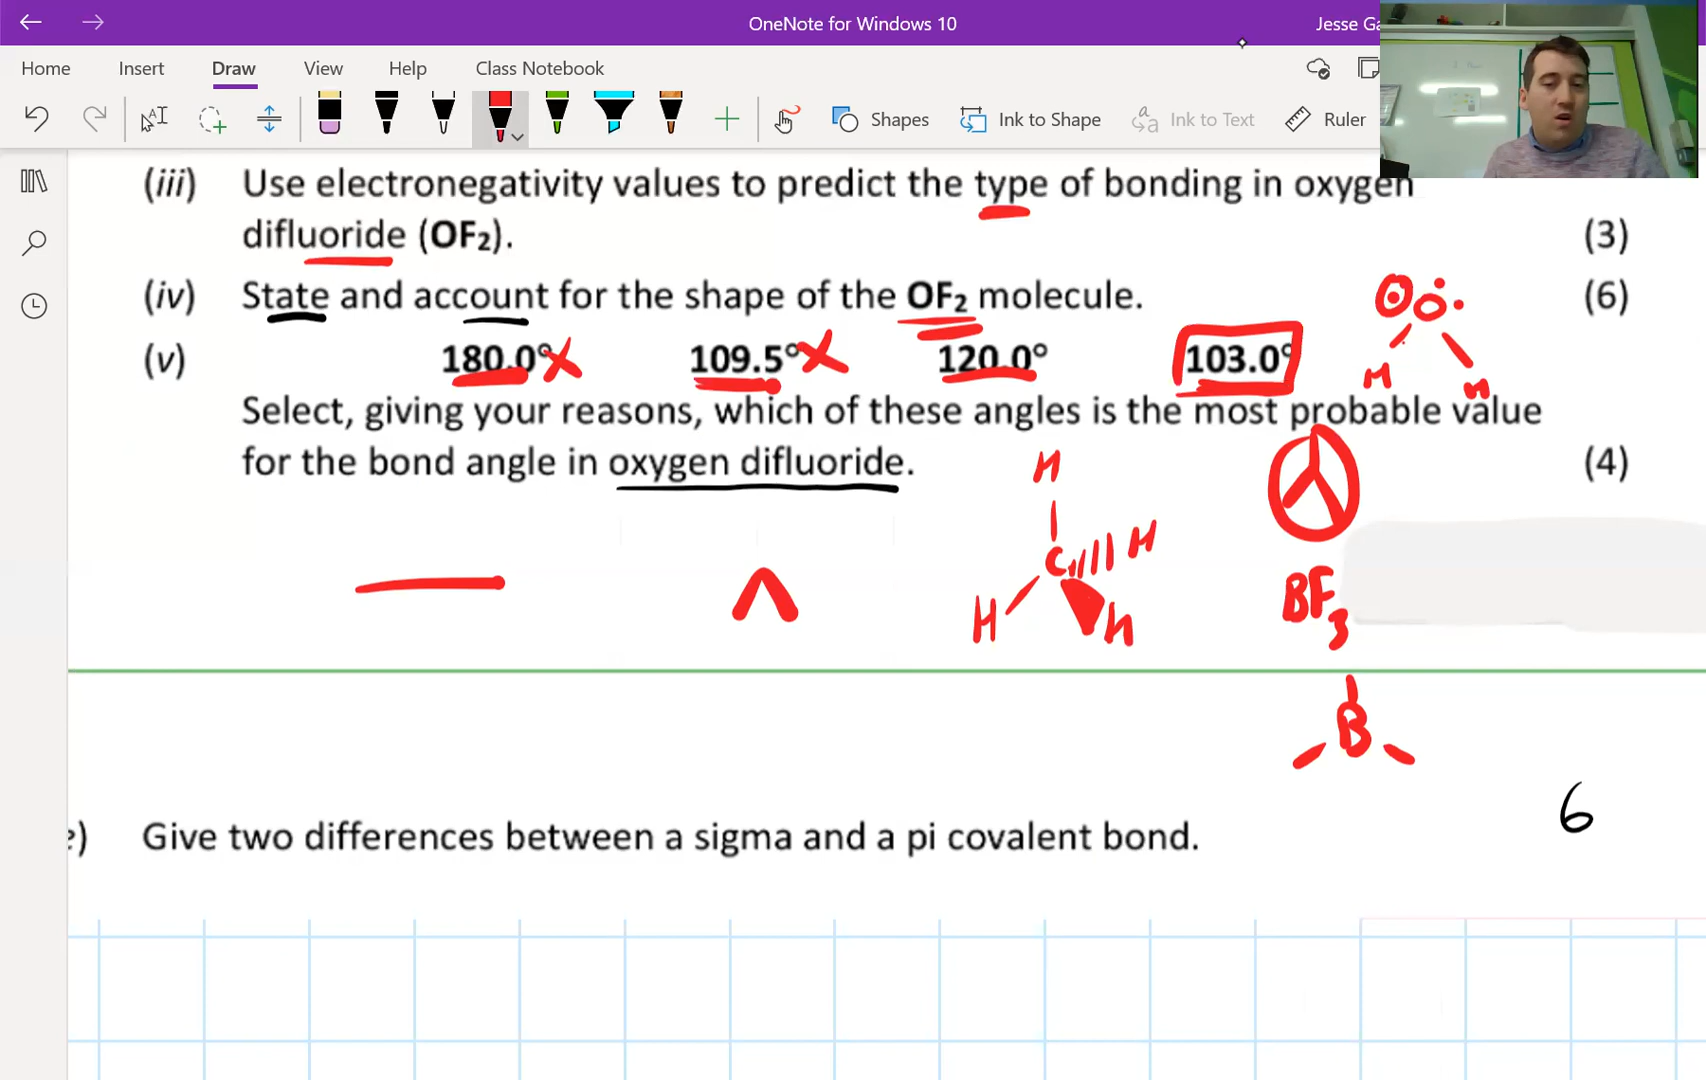 OneNote for Windows 10
Jesse Ga
Home Insert Draw View Help Class Notebook
Shapes Ink to Shape Ink to Text Ruler
(iii) Use electronegativity values to predict the type of bonding in oxygen
difluoride (OF₂). (3)
(iv) State and account for the shape of the OF₂ molecule. (6)
(v) 180.0° X 109.5° X 120.0° 103.0°
O
H H
Select, giving your reasons, which of these angles is the most probable value
for the bond angle in oxygen difluoride. (4)
H
C H
H H
BF₃
B
6
e) Give two differences between a sigma and a pi covalent bond.